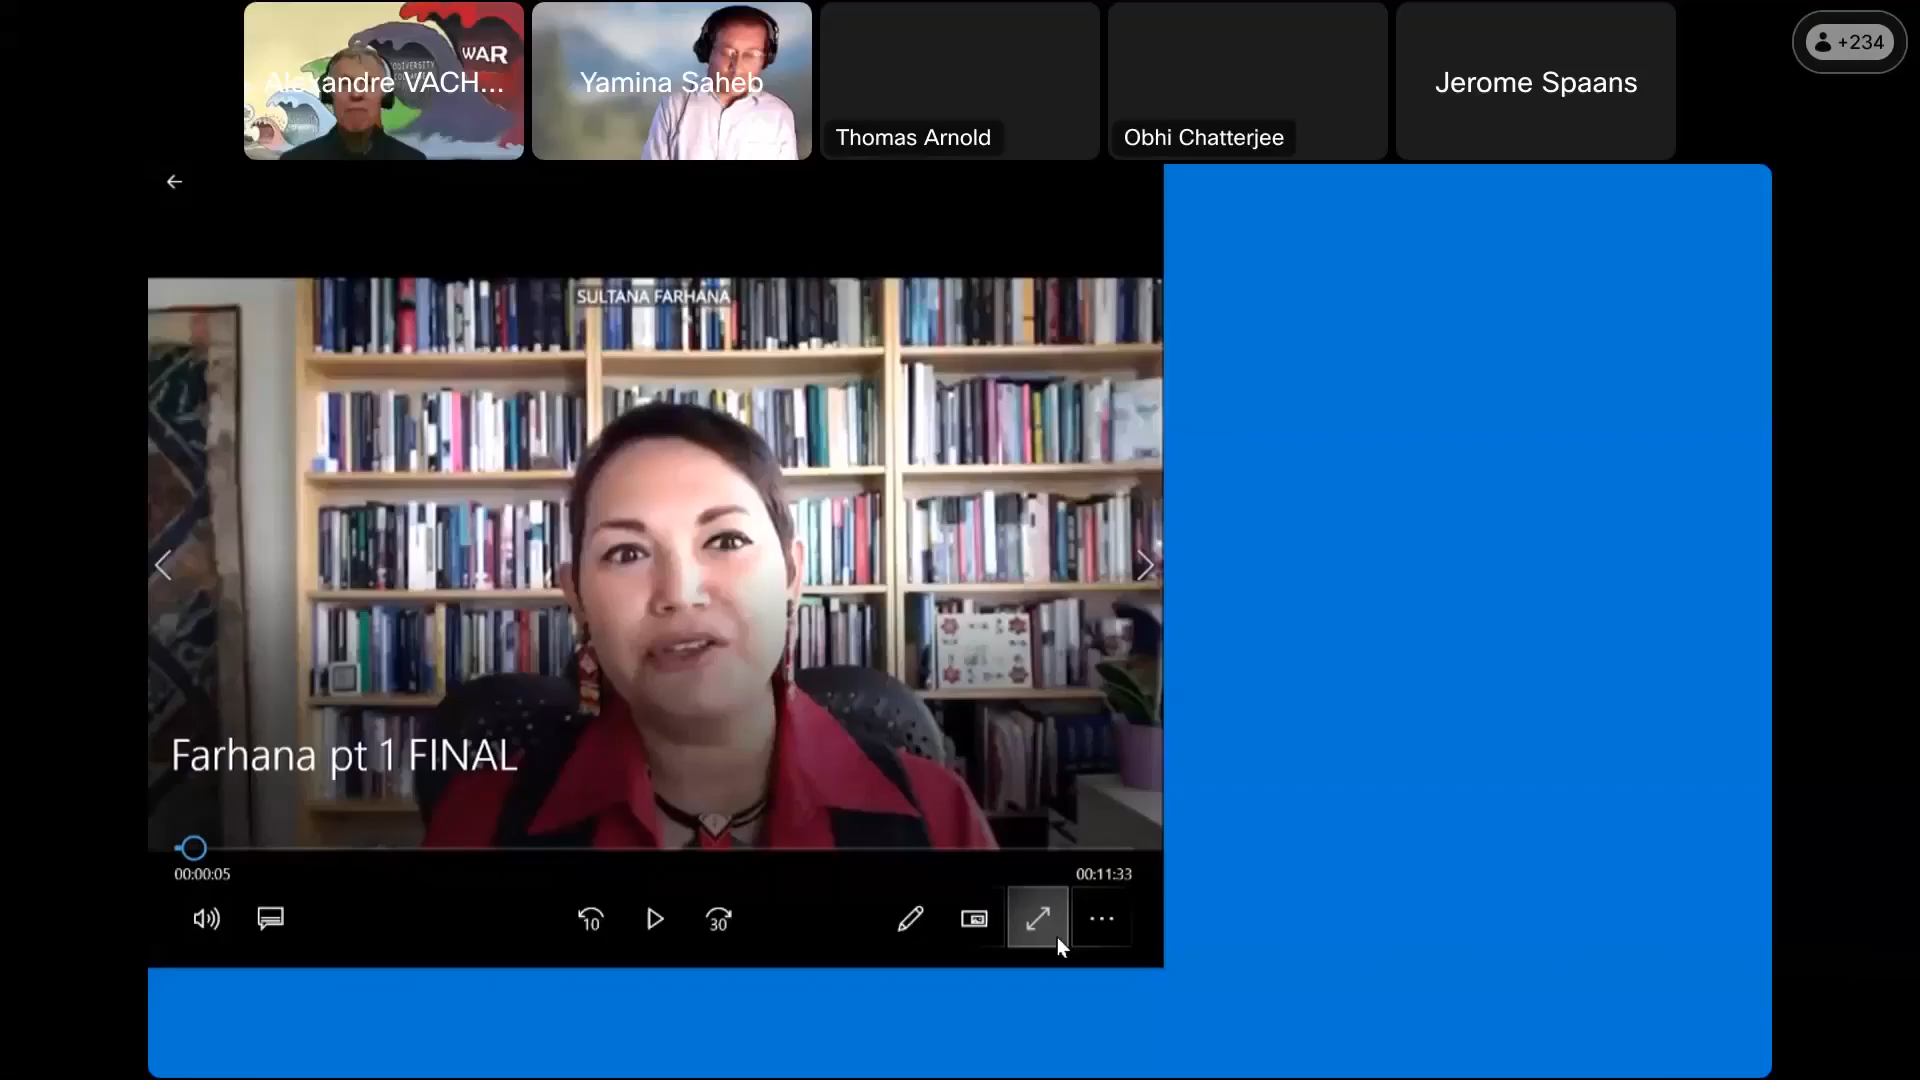 WAR
BIODIVERSITY
Alexandre VACH...
Yamina Saheb
Thomas Arnold
Obhi Chatterjee
Jerome Spaans
+234
SULTANA FARHANA
Farhana pt 1 FINAL
00:00:05
00:11:33
10
30